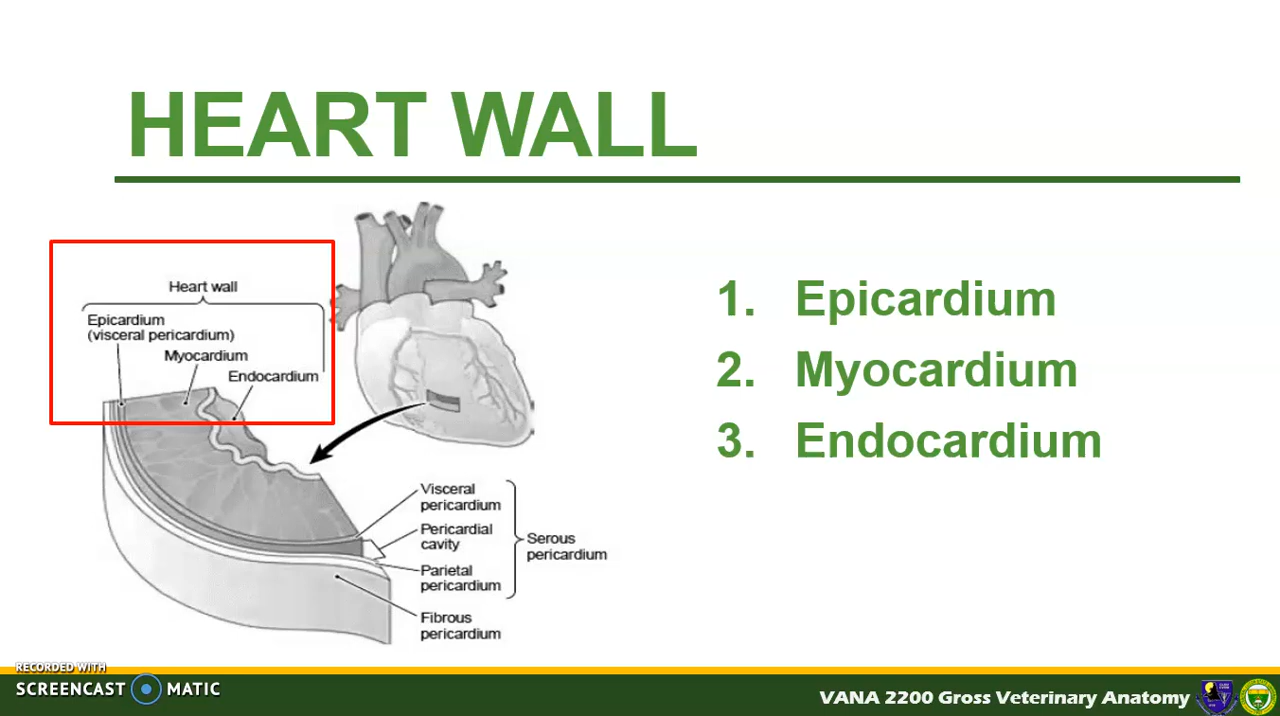 HEART WALL
Heart wall
Epicardium
(visceral pericardium)
Myocardium
Endocardium
1. Epicardium
2. Myocardium
3. Endocardium
Visceral
pericardium
Pericardial
cavity
Serous
pericardium
Parietal
pericardium
Fibrous
pericardium
RECORDED WITH
SCREENCAST MATIC
VANA 2200 Gross Veterinary Anatomy